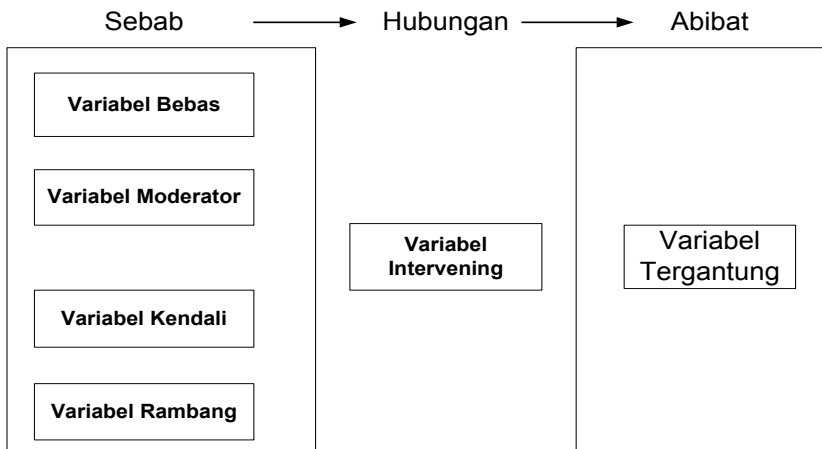 Sebab
Hubungan
Abibat
Variabel Bebas
Variabel Moderator
Variabel Kendali
Variabel Rambang
Variabel
Intervening
Variabel
Tergantung